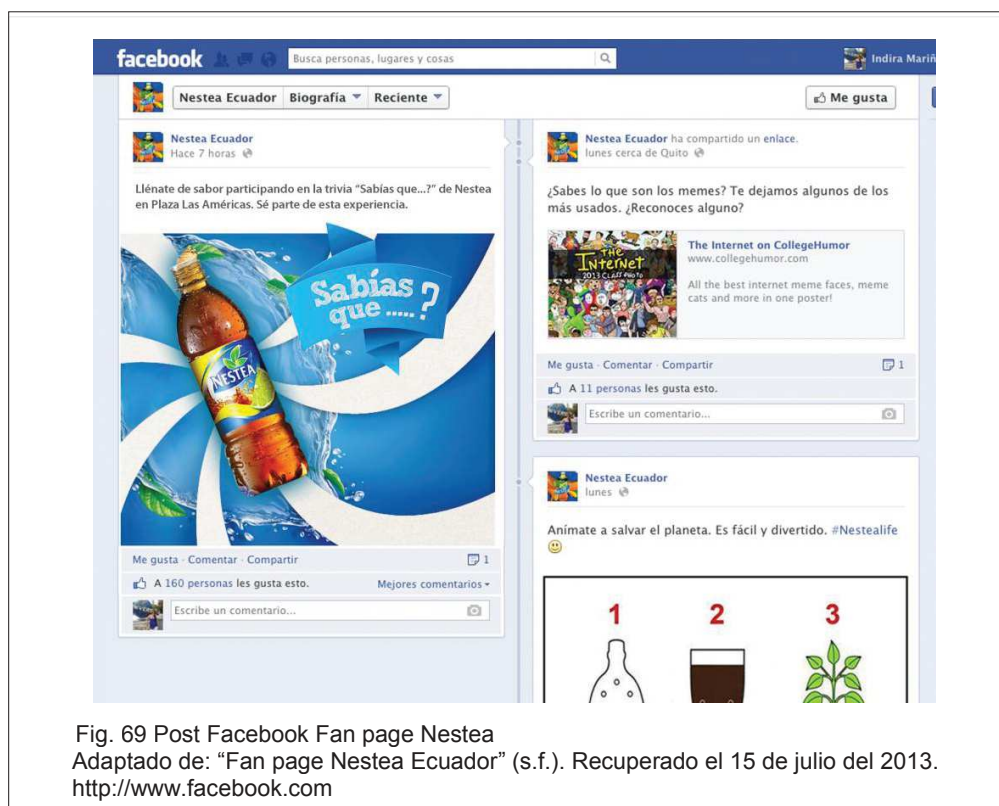 facebook
Busca personas, lugares y cosas
Indira Mariñ
Nestea Ecuador
Biografía
Reciente
Me gusta
Nestea Ecuador
Hace 7 horas
Llénate de sabor participando en la trivia “Sabías que...?” de Nestea
en Plaza Las Américas. Sé parte de esta experiencia.
Sabías
que .....?
NESTEA
Me gusta · Comentar · Compartir
1
A 160 personas les gusta esto.
Mejores comentarios
Escribe un comentario...
Nestea Ecuador ha compartido un enlace.
lunes cerca de Quito
¿Sabes lo que son los memes? Te dejamos algunos de los
más usados. ¿Reconoces alguno?
THE
INTERNET
2013 CLASS PHOTO
The Internet on CollegeHumor
www.collegehumor.com
All the best internet meme faces, meme
cats and more in one poster!
Me gusta · Comentar · Compartir
1
A 11 personas les gusta esto.
Escribe un comentario...
Nestea Ecuador
lunes
Anímate a salvar el planeta. Es fácil y divertido. #Nestealife
1 2 3
Fig. 69 Post Facebook Fan page Nestea
Adaptado de: “Fan page Nestea Ecuador” (s.f.). Recuperado el 15 de julio del 2013.
http://www.facebook.com